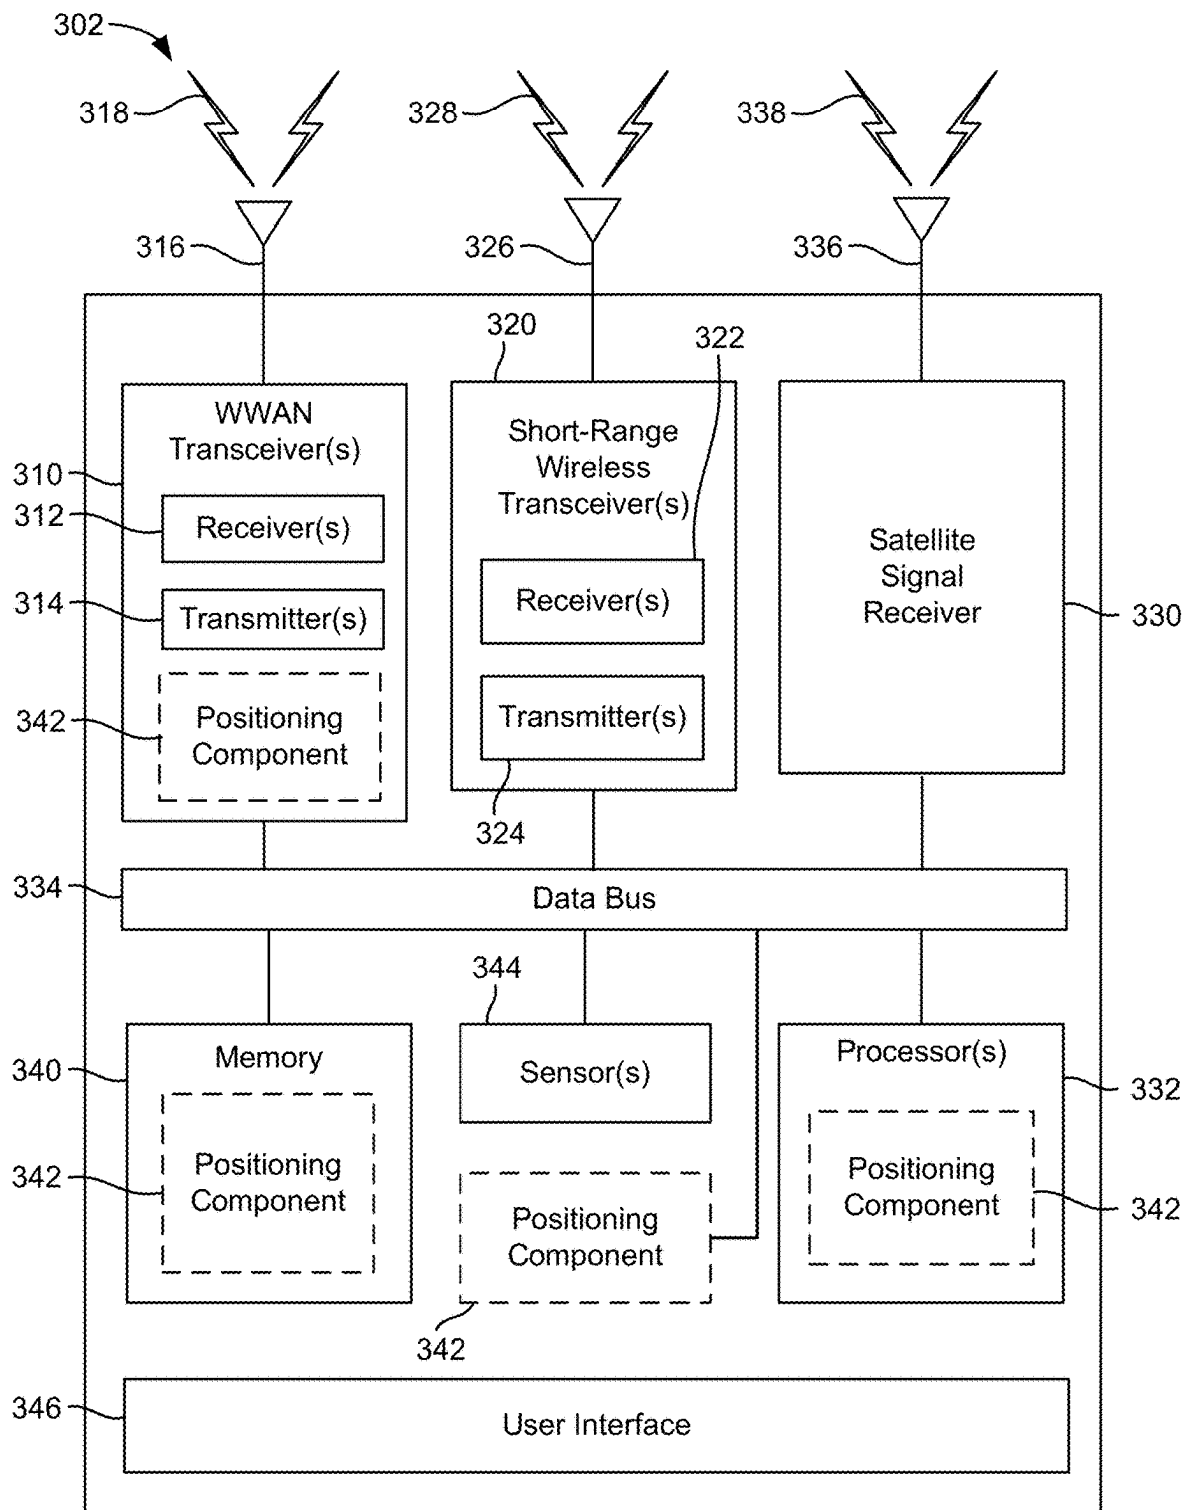 302
318
328
338
316
326
336
320
322
WWAN
Transceiver(s)
310
312
Receiver(s)
314
Transmitter(s)
342
Positioning
Component
Short-Range
Wireless
Transceiver(s)
Receiver(s)
Transmitter(s)
324
Satellite
Signal
Receiver
330
334
Data Bus
344
340
Memory
342
Positioning
Component
Sensor(s)
Positioning
Component
342
Processor(s)
332
Positioning
Component
342
346
User Interface